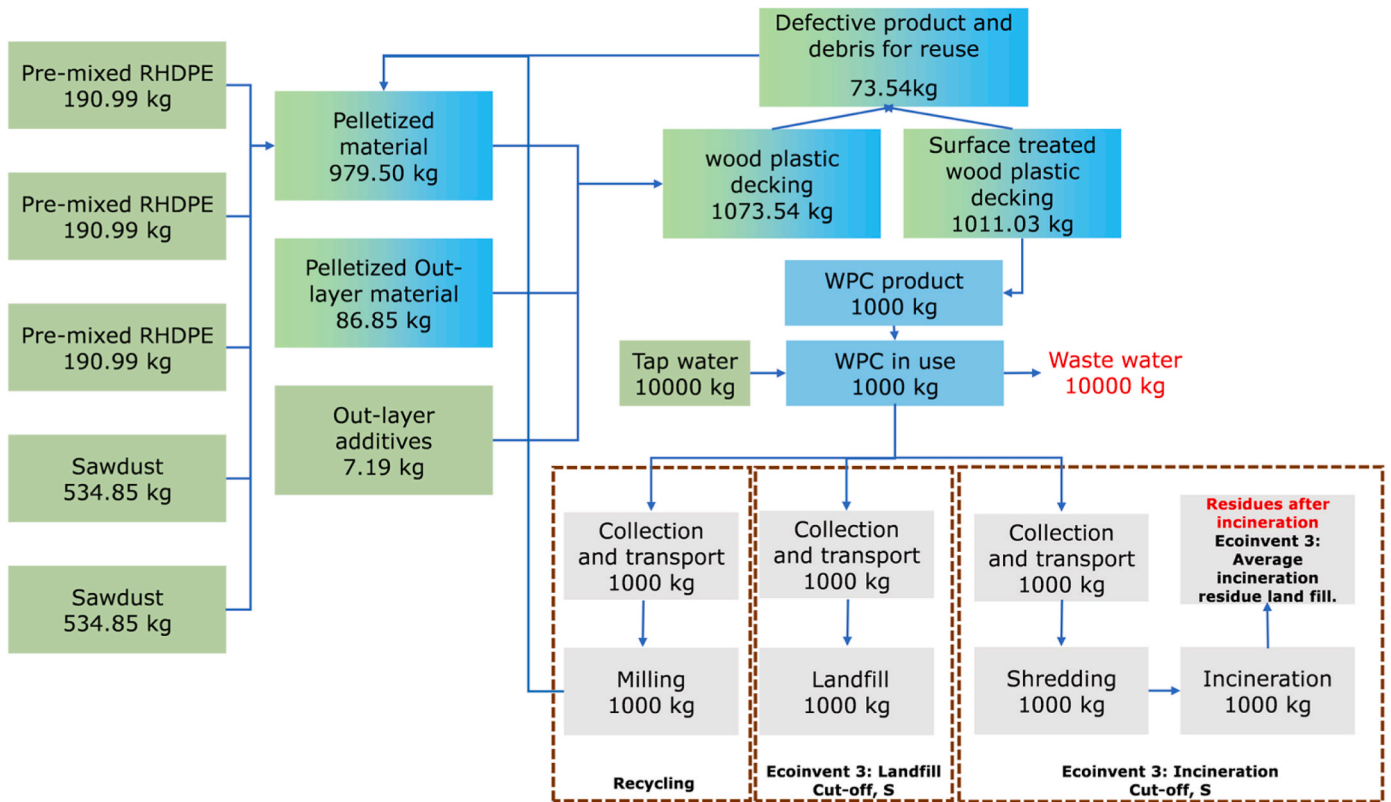 Defective product and
debris for reuse
73.54kg
Pre-mixed RHDPE
190.99 kg
Pelletized
material
979.50 kg
wood plastic
decking
1073.54 kg
Surface treated
wood plastic
decking
1011.03 kg
Pre-mixed RHDPE
190.99 kg
Pelletized Out-
layer material
86.85 kg
WPC product
1000 kg
Pre-mixed RHDPE
190.99 kg
Tap water
10000 kg
WPC in use
1000 kg
Waste water
10000 kg
Out-layer
additives
7.19 kg
Sawdust
534.85 kg
Sawdust
534.85 kg
Collection
and transport
1000 kg
Milling
1000 kg
Recycling
Collection
and transport
1000 kg
Landfill
1000 kg
Ecoinvent 3: Landfill
Cut-off, S
Collection
and transport
1000 kg
Shredding
1000 kg
Residues after
incineration
Ecoinvent 3:
Average
incineration
residue land fill.
Incineration
1000 kg
Ecoinvent 3: Incineration
Cut-off, S